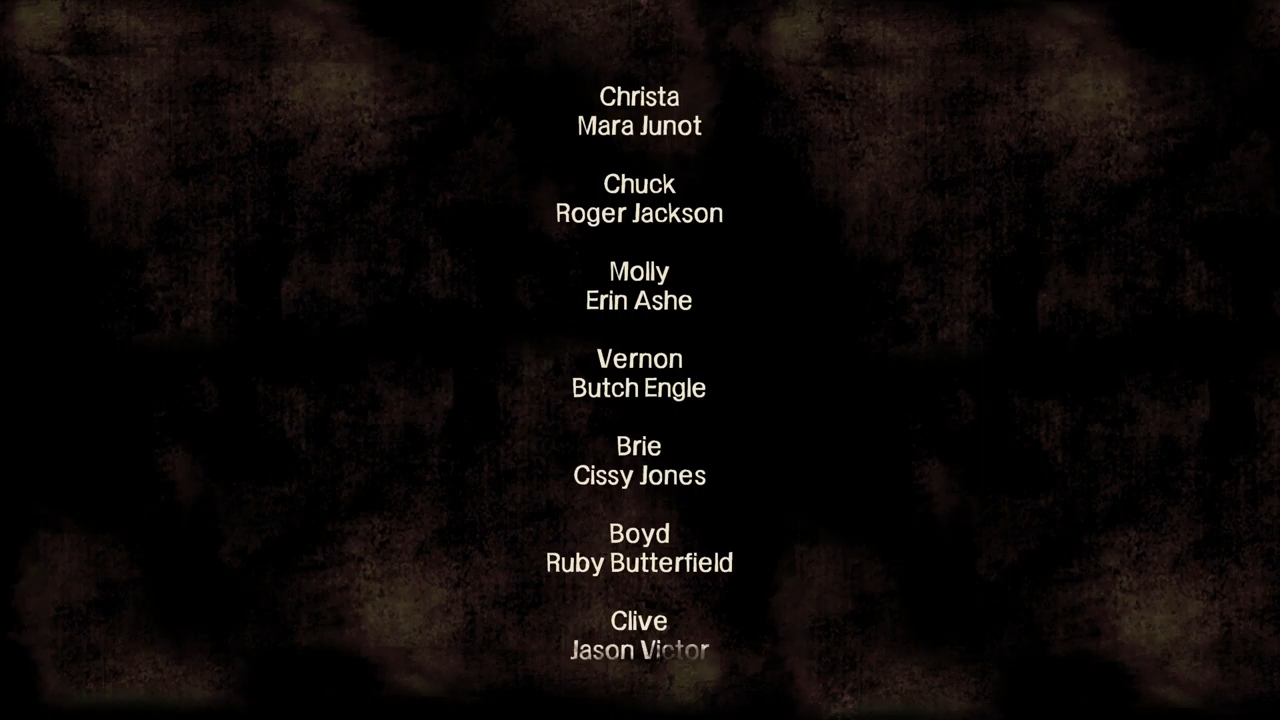 Christa
Mara Junot
Chuck
Roger Jackson
Molly
Erin Ashe
Vernon
Butch Engle
Brie
Cissy Jones
Boyd
Ruby Butterfield
Clive
Jason Victor